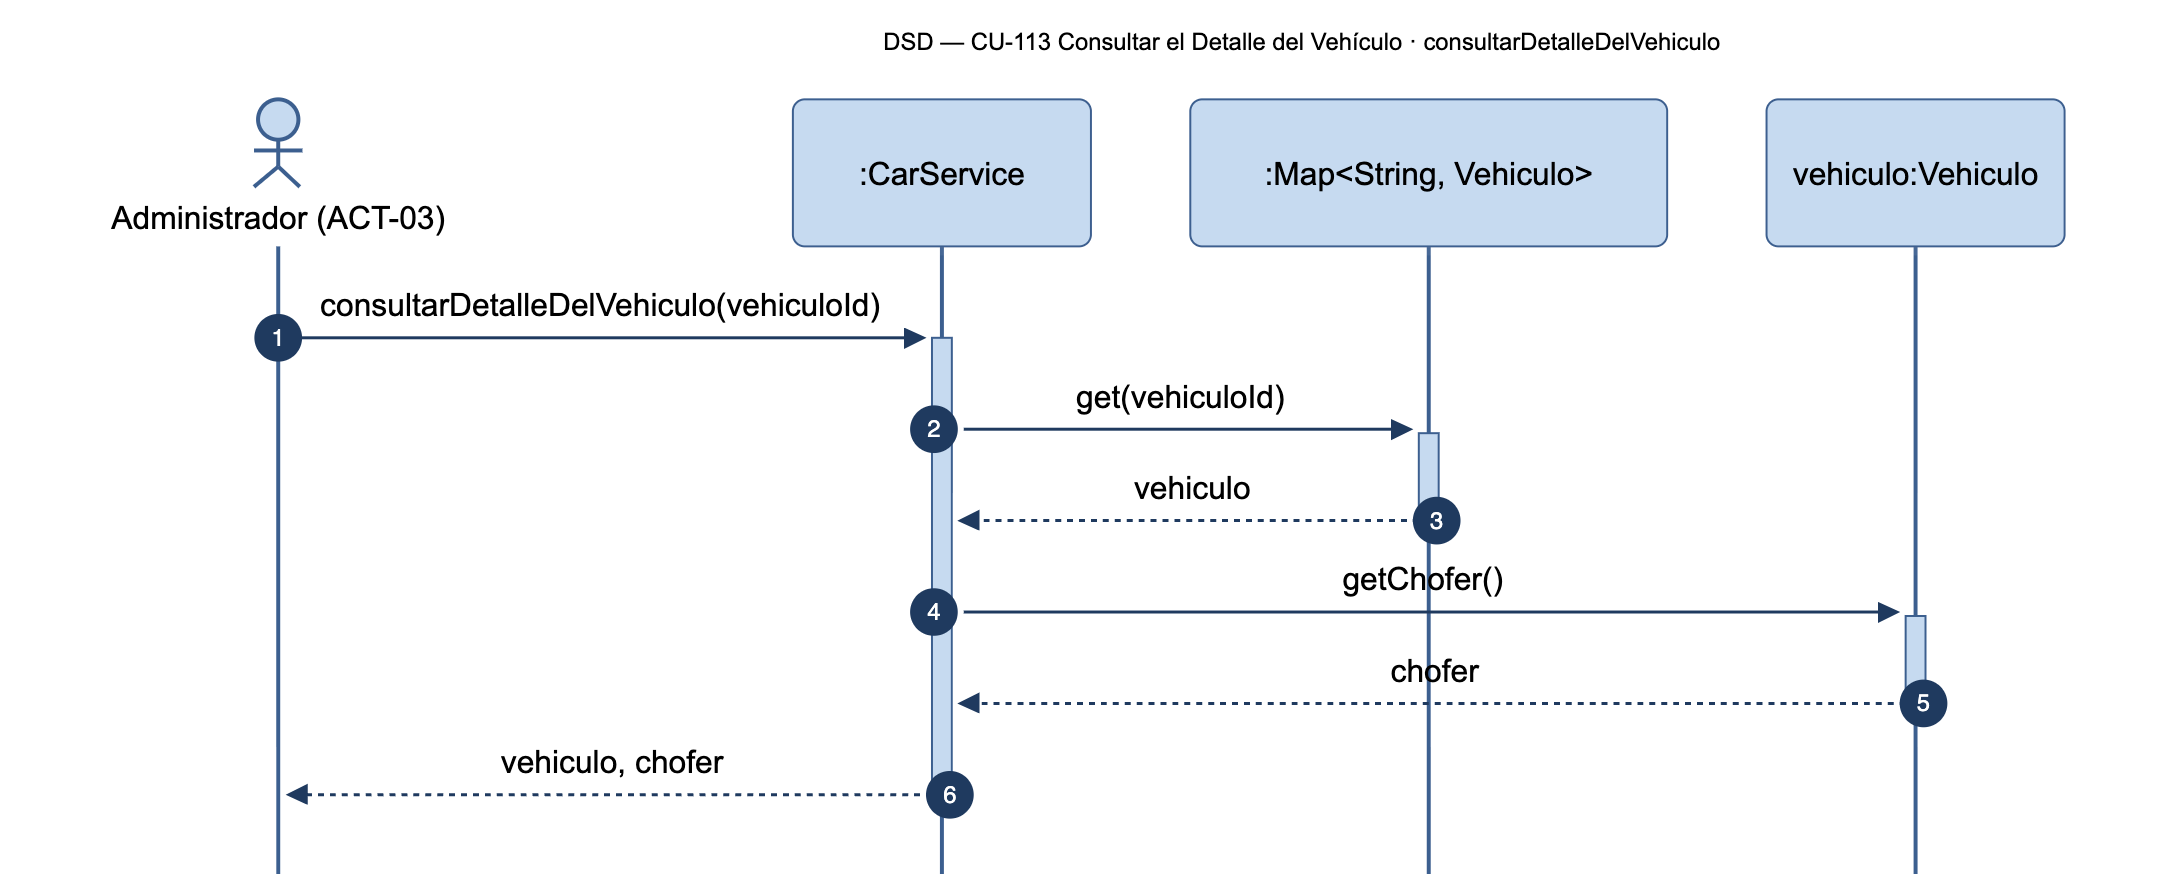 DSD — CU-113 Consultar el Detalle del Vehículo · consultarDetalleDelVehiculo
Administrador (ACT-03)
:CarService
:Map<String, Vehiculo>
vehiculo:Vehiculo
consultarDetalleDelVehiculo(vehiculoId)
1
get(vehiculoId)
2
vehiculo
3
getChofer()
4
chofer
5
vehiculo, chofer
6